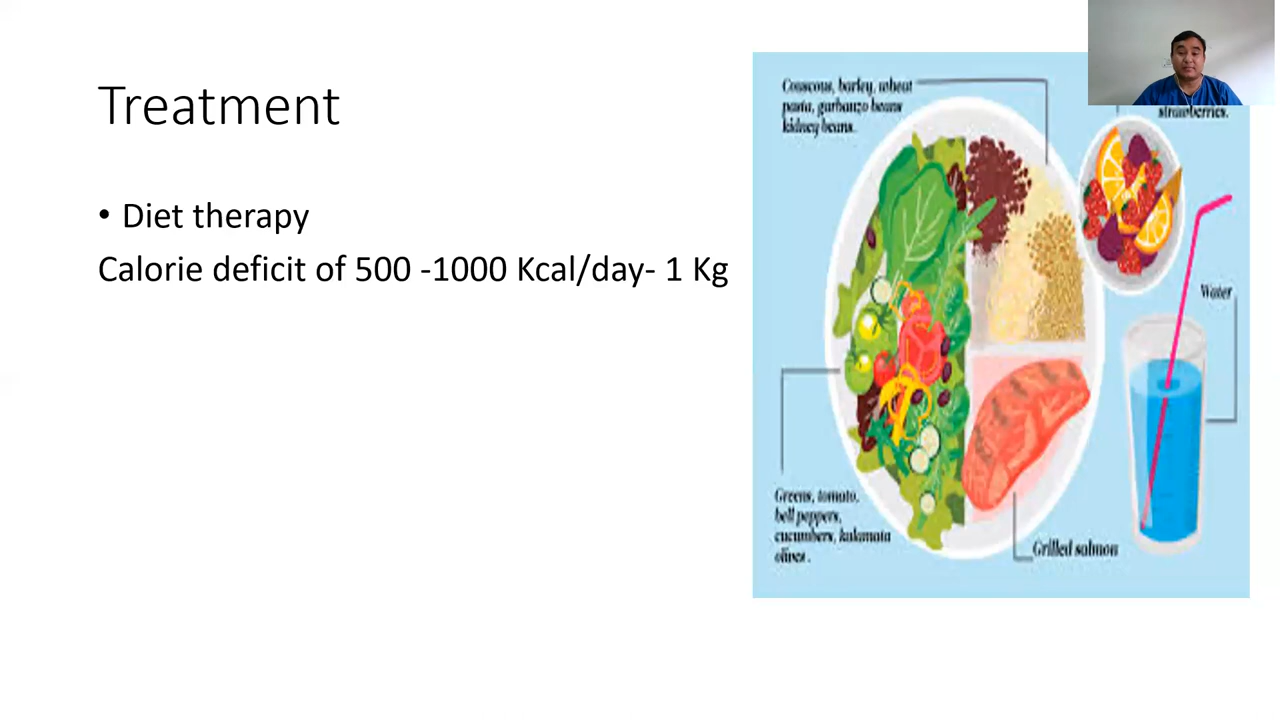 Treatment
• Diet therapy
Calorie deficit of 500 -1000 Kcal/day- 1 Kg
Couscous, barley, wheat
pasta, garbanzo beans
kidney beans.
strawberries.
Water
Greens, tomato,
bell peppers,
cucumbers, kalamata
olives.
Grilled salmon